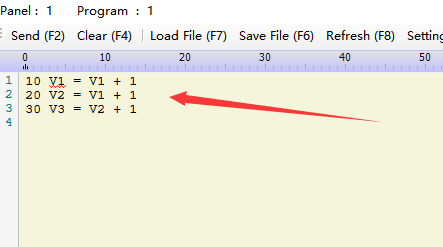 Panel: 1 Program : 1
Send (F2) Clear (F4) Load File (F7) Save File (F6) Refresh (F8) Setting
0 10 20 30 40 50
1 10 V1 = V1 + 1
2 20 V2 = V1 + 1
3 30 V3 = V2 + 1
4